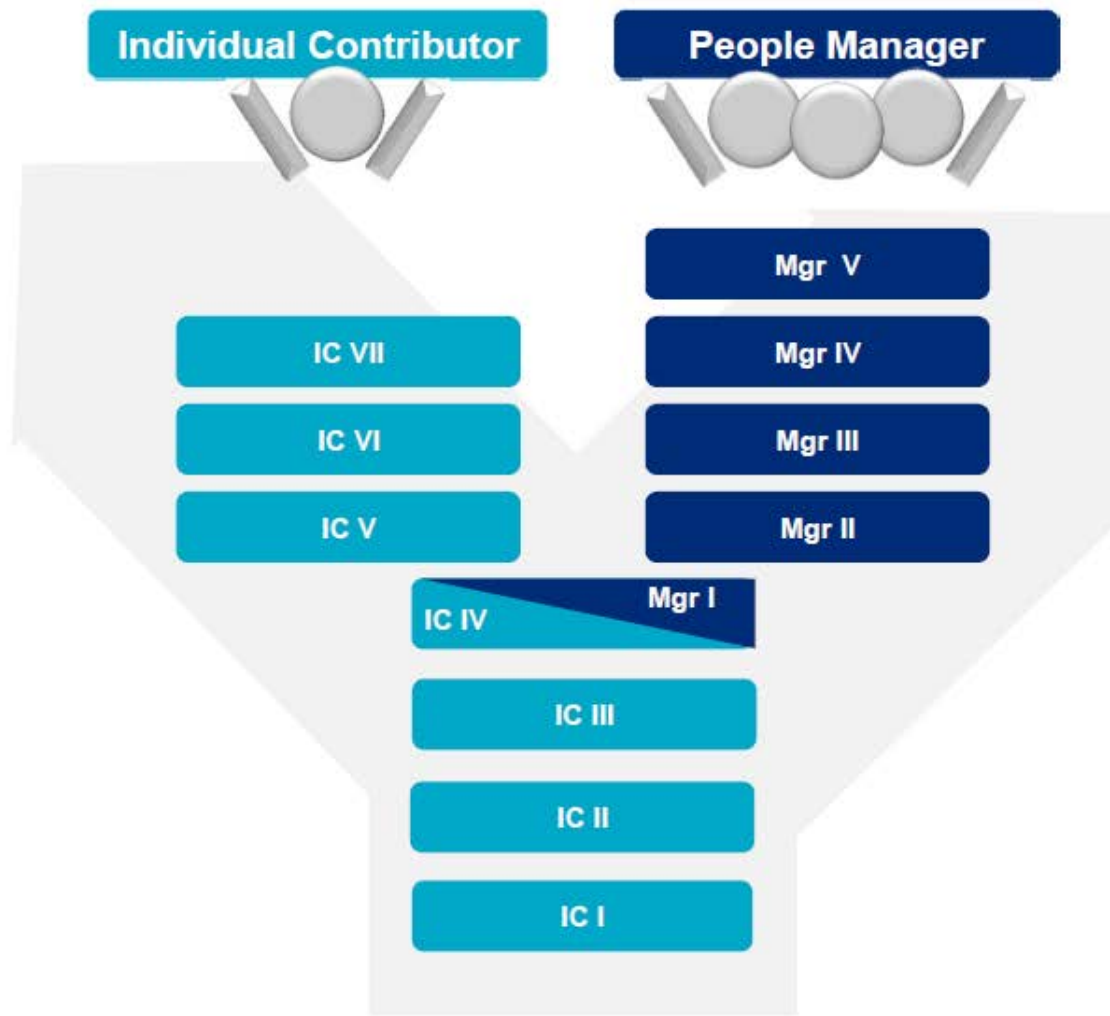 Individual Contributor
People Manager
Mgr V
IC VII
Mgr IV
IC VI
Mgr III
IC V
Mgr II
IC IV
Mgr I
IC III
IC II
IC I